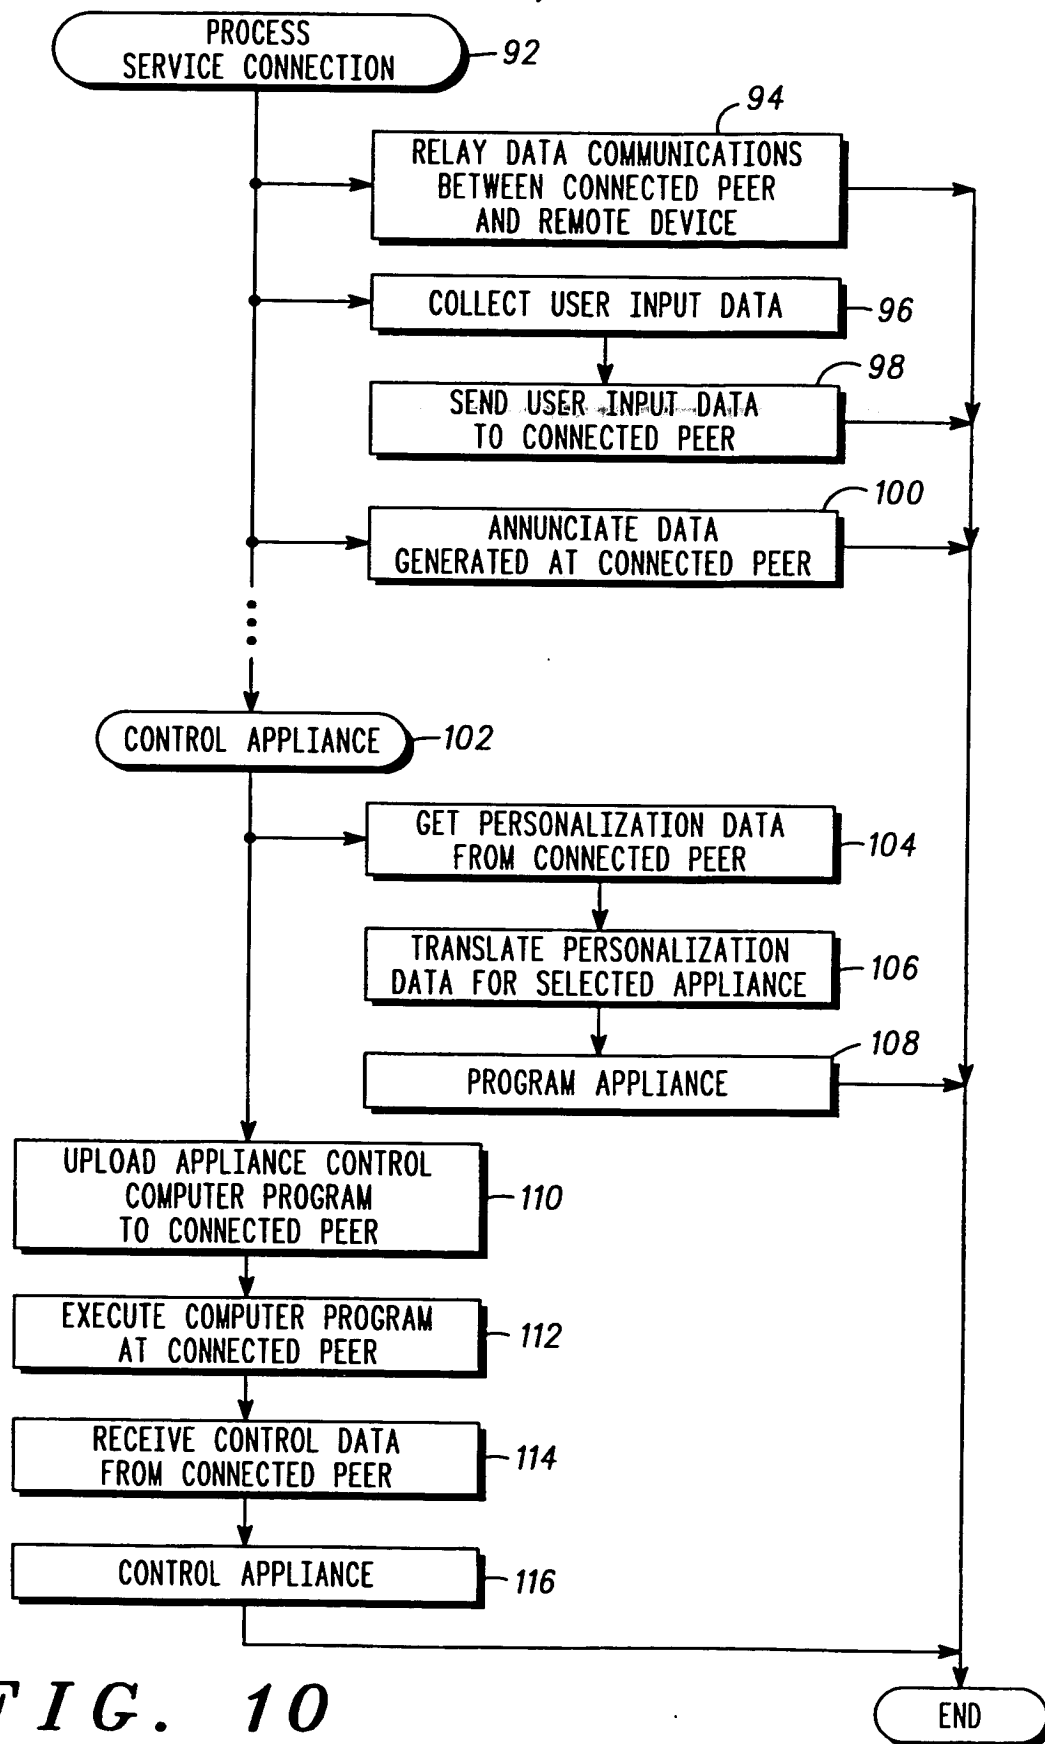 PROCESS
SERVICE CONNECTION
92
94
RELAY DATA COMMUNICATIONS
BETWEEN CONNECTED PEER
AND REMOTE DEVICE
COLLECT USER INPUT DATA
96
98
SEND USER INPUT DATA
TO CONNECTED PEER
100
ANNUNCIATE DATA
GENERATED AT CONNECTED PEER
CONTROL APPLIANCE
102
GET PERSONALIZATION DATA
FROM CONNECTED PEER
104
TRANSLATE PERSONALIZATION
DATA FOR SELECTED APPLIANCE
106
108
PROGRAM APPLIANCE
UPLOAD APPLIANCE CONTROL
COMPUTER PROGRAM
TO CONNECTED PEER
110
EXECUTE COMPUTER PROGRAM
AT CONNECTED PEER
112
RECEIVE CONTROL DATA
FROM CONNECTED PEER
114
CONTROL APPLIANCE
116
END
FIG. 10